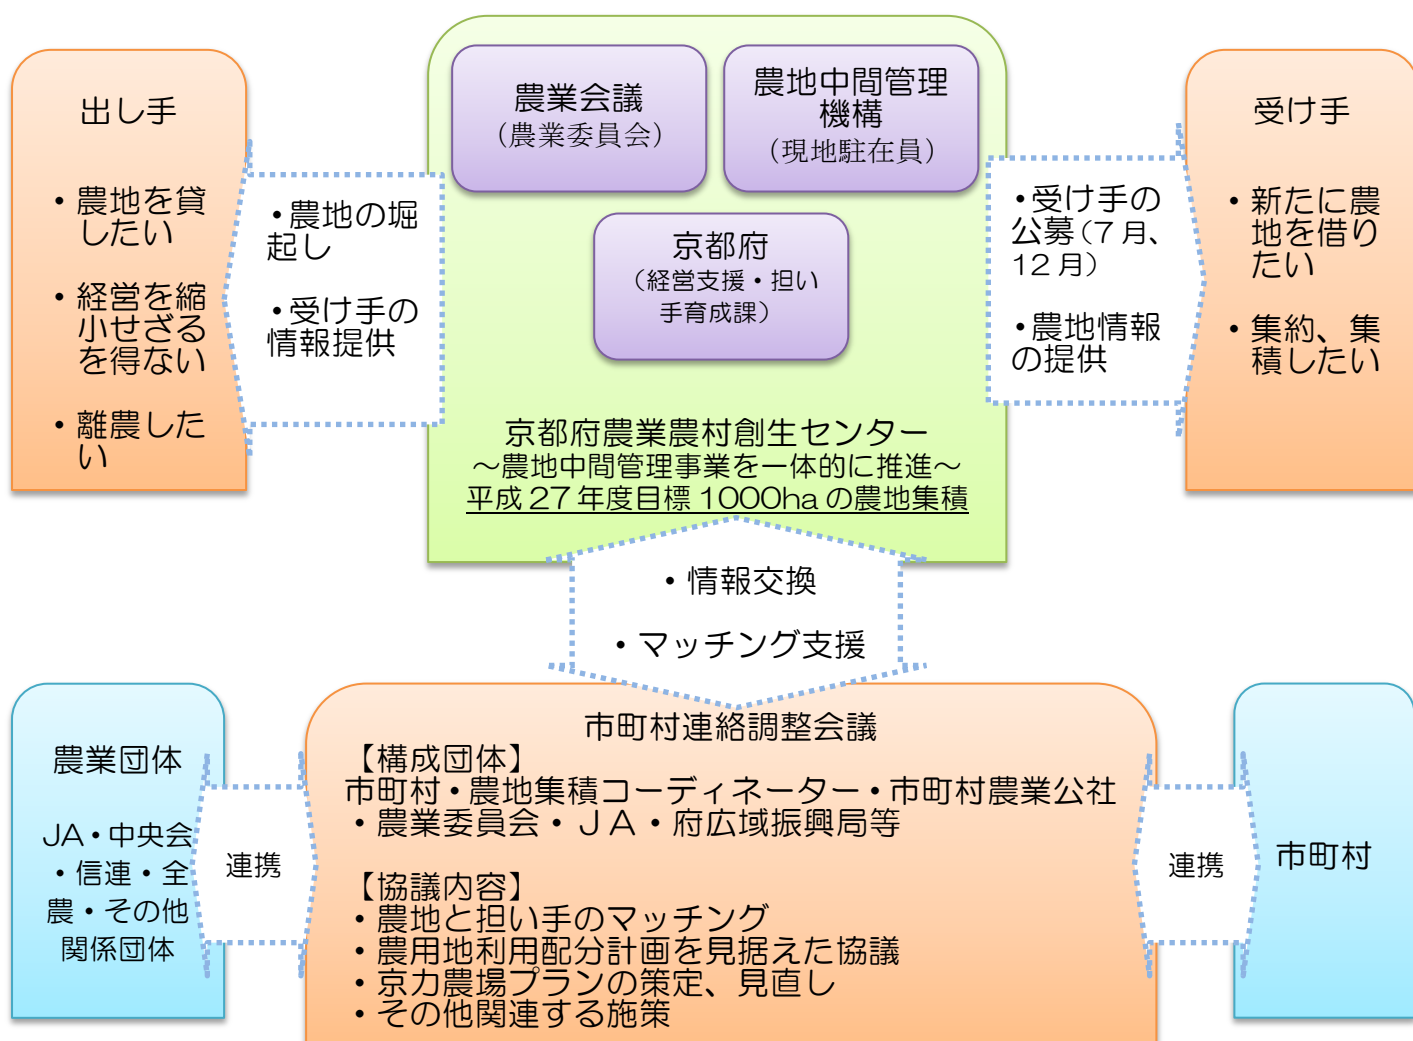 出し手
・農地を貸
したい
・経営を縮
小せざる
を得ない
・離農した
い
・農地の堀
起し
・受け手の
情報提供
農業会議
（農業委員会）
農地中間管理
機構
（現地駐在員）
京都府
（経営支援・担い
手育成課）
京都府農業農村創生センター
～農地中間管理事業を一体的に推進～
平成27年度目標1000haの農地集積
・受け手の
公募（7月、
12月）
・農地情報
の提供
受け手
・新たに農
地を借り
たい
・集約、集
積したい
・情報交換
・マッチング支援
農業団体
JA・中央会
・信連・全
農・その他
関係団体
連携
市町村連絡調整会議
【構成団体】
市町村・農地集積コーディネーター・市町村農業公社
・農業委員会・ＪＡ・府広域振興局等
【協議内容】
・農地と担い手のマッチング
・農用地利用配分計画を見据えた協議
・京力農場プランの策定、見直し
・その他関連する施策
連携
市町村